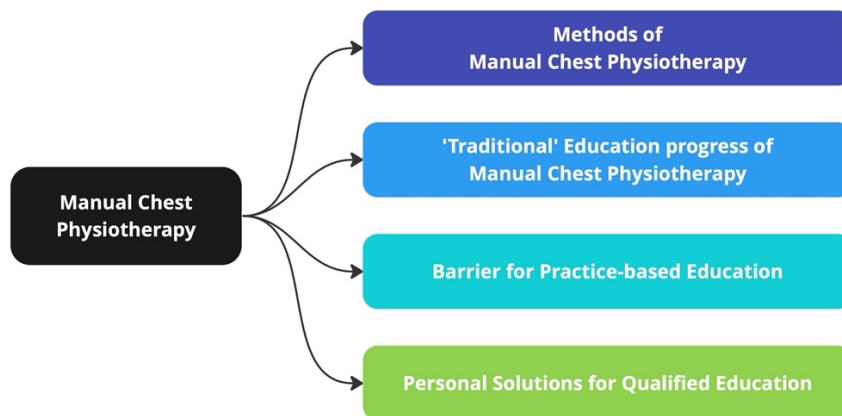 Manual Chest
Physiotherapy
Methods of
Manual Chest Physiotherapy
'Traditional' Education progress of
Manual Chest Physiotherapy
Barrier for Practice-based Education
Personal Solutions for Qualified Education